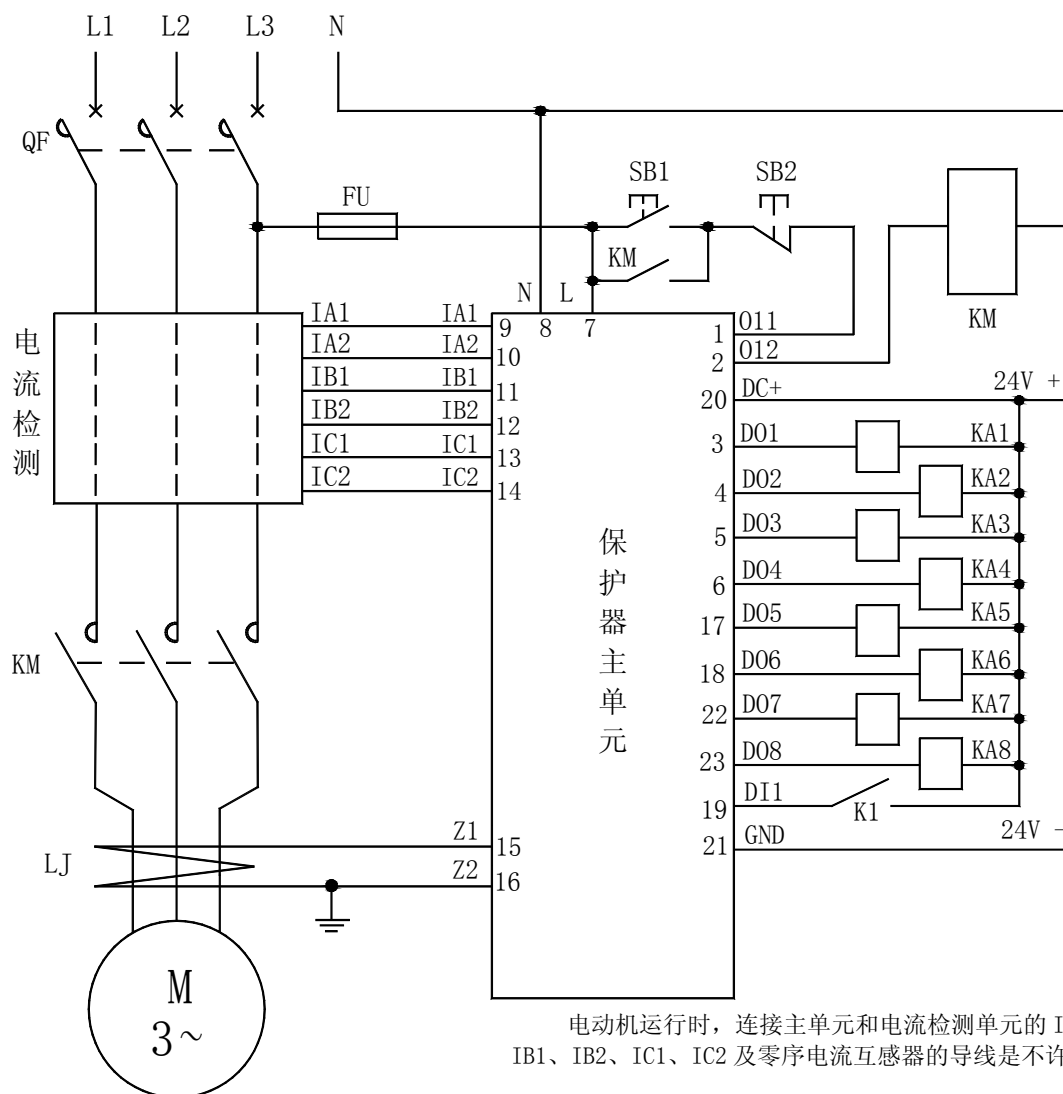 L1 L2 L3 N
QF
FU
SB1 SB2
KM
KM
N L
8 7
电流检测
IA1 IA1 9
IA2 IA2 10
IB1 IB1 11
IB2 IB2 12
IC1 IC1 13
IC2 IC2 14
1 011
2 012
20 DC+ 24V +
3 DO1 KA1
4 DO2 KA2
5 DO3 KA3
6 DO4 KA4
17 DO5 KA5
18 DO6 KA6
22 DO7 KA7
23 DO8 KA8
19 DI1 K1
21 GND 24V -
保护器主单元
KM
LJ
Z1 15
Z2 16
M
3~
电动机运行时，连接主单元和电流检测单元的 I
IB1、IB2、IC1、IC2 及零序电流互感器的导线是不许